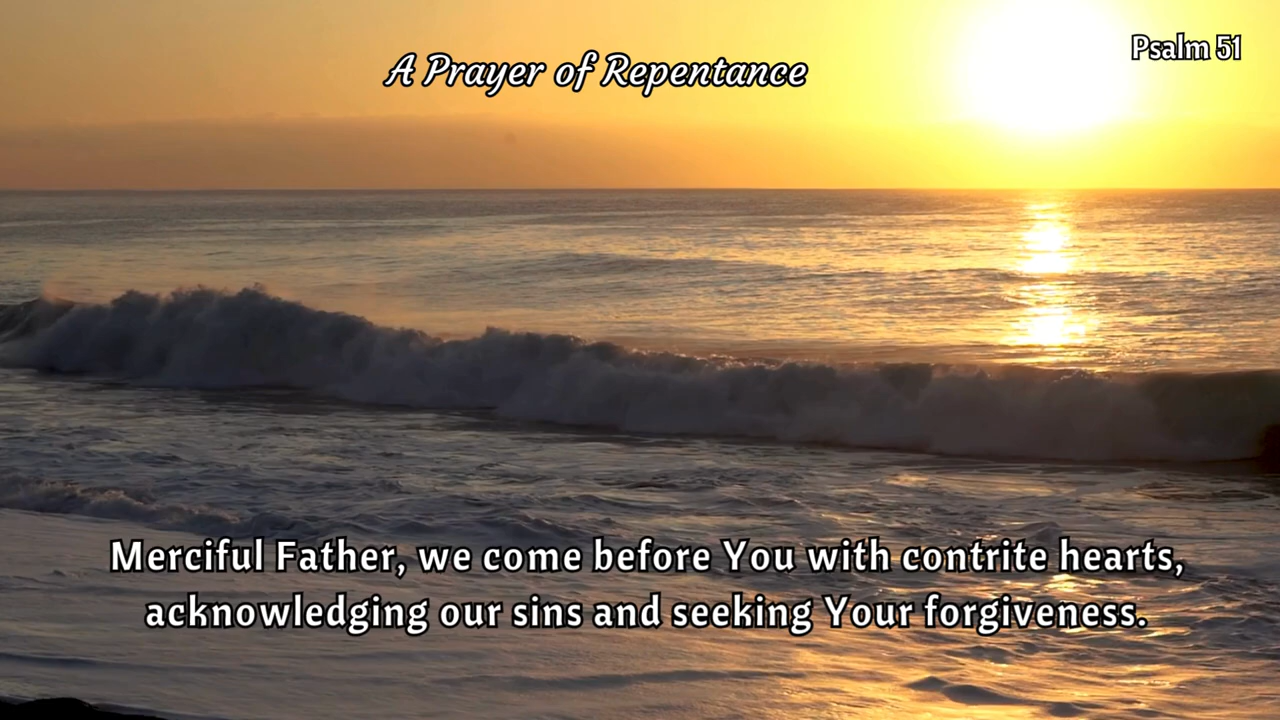 A Prayer of Repentance
Psalm 51
Merciful Father, we come before You with contrite hearts,
acknowledging our sins and seeking Your forgiveness.